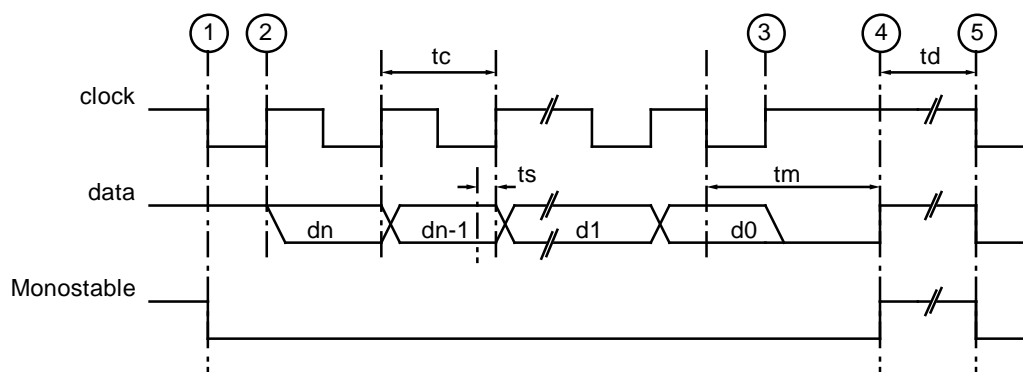 1 2 3 4 5
tc td
clock
ts tm
data
dn dn-1 d1 d0
Monostable